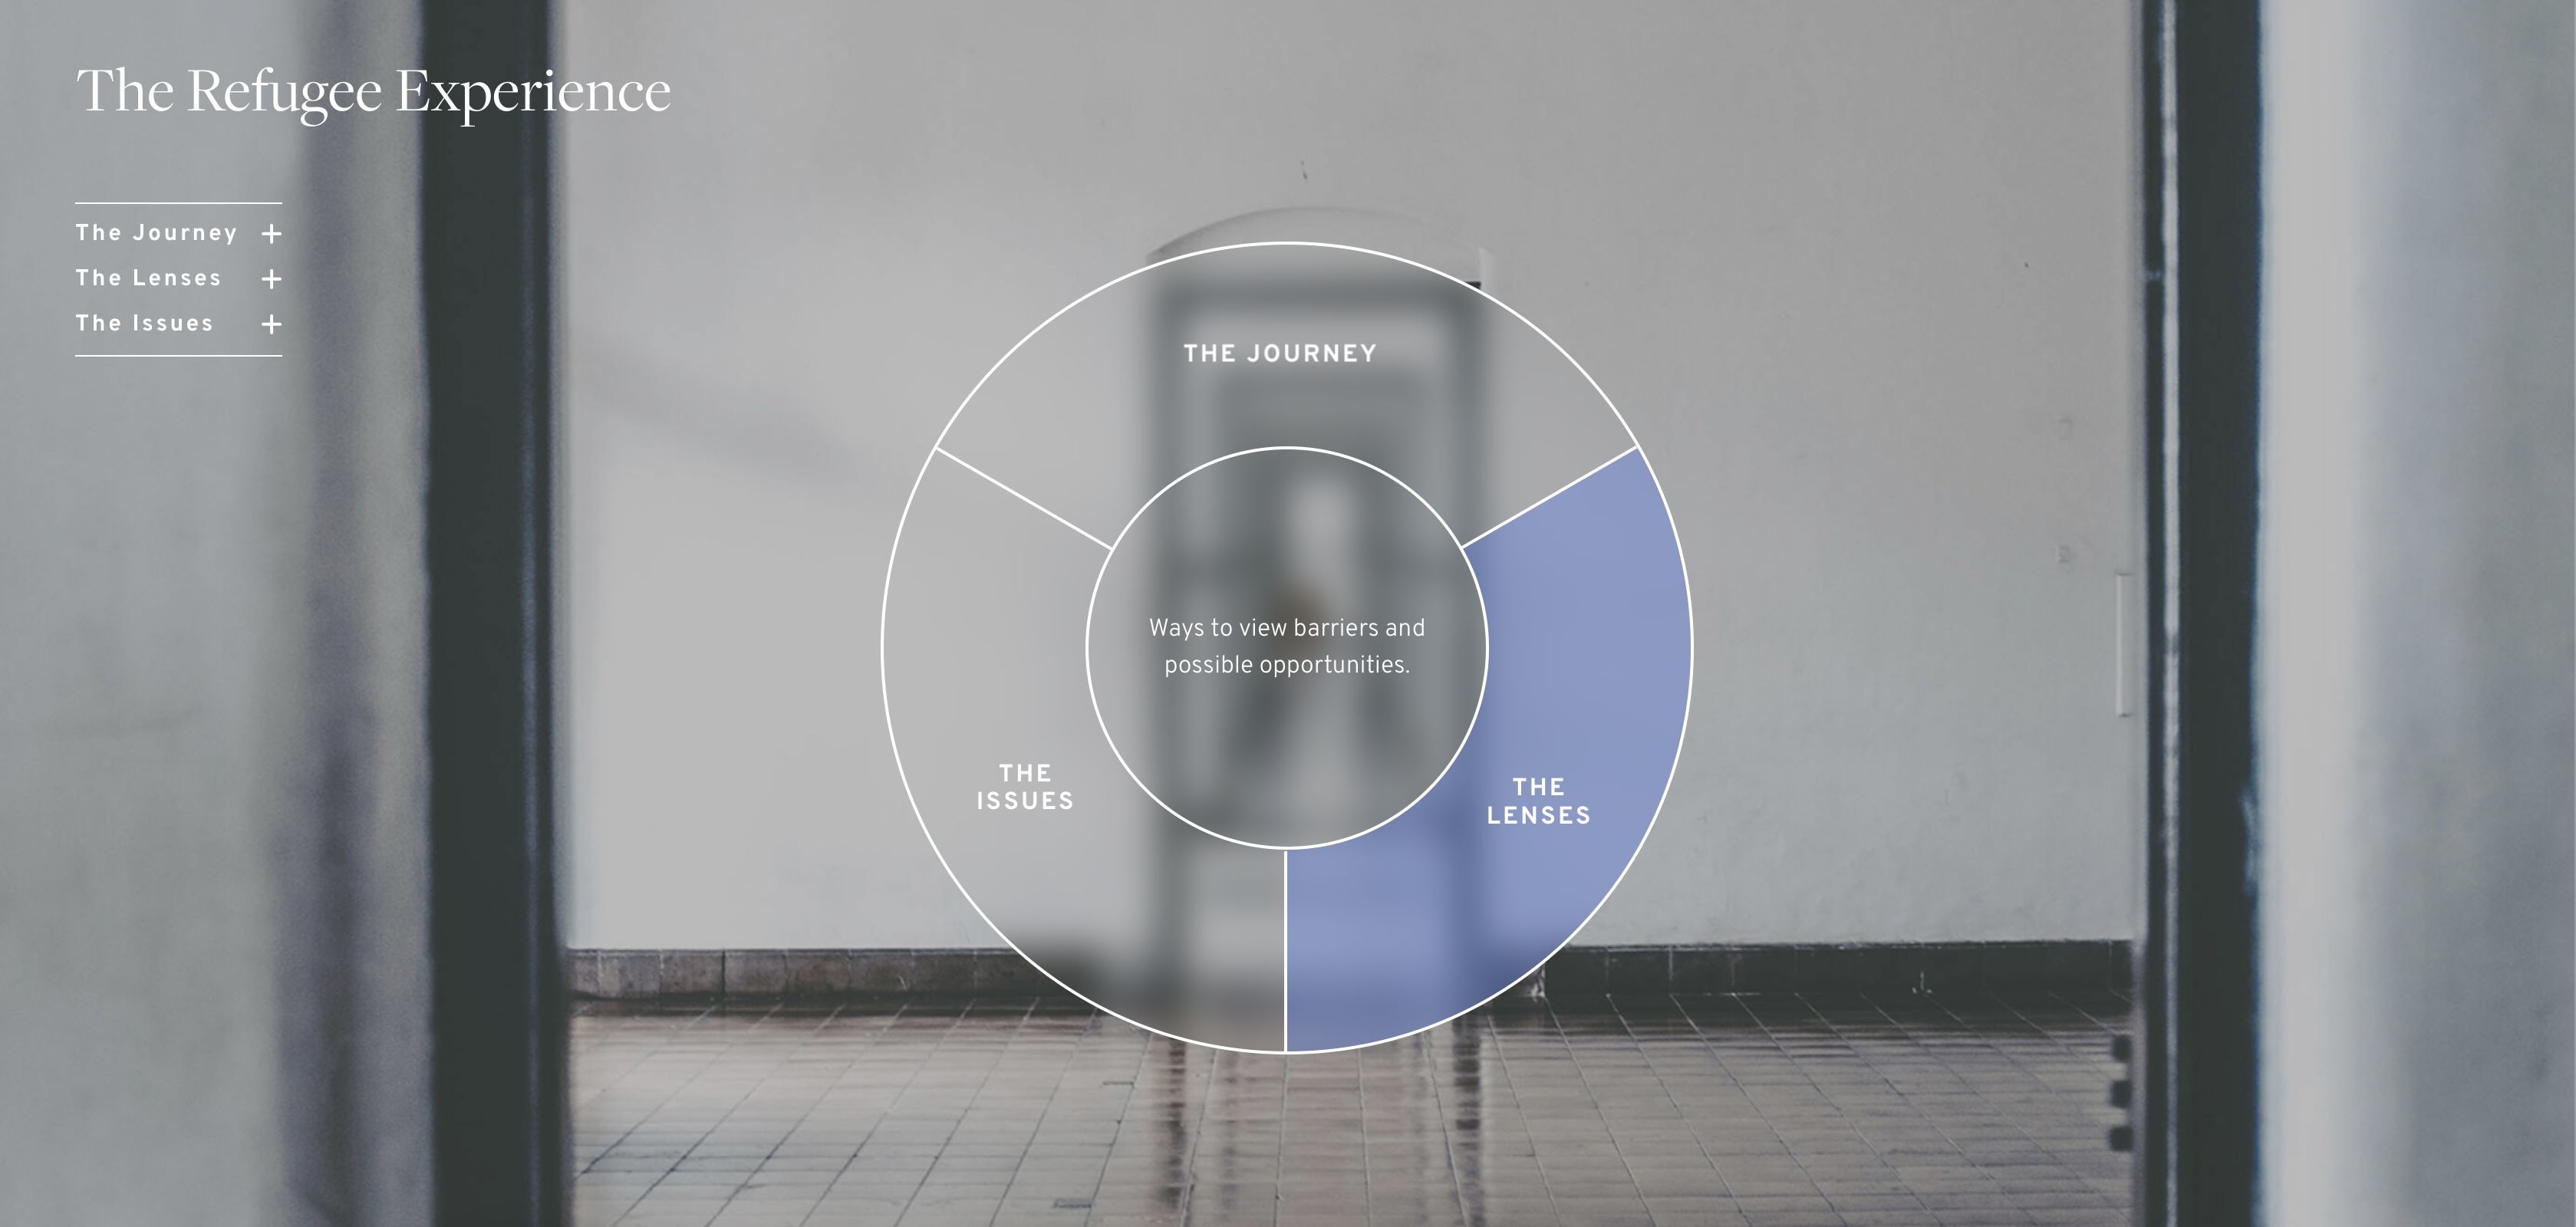 The Refugee Experience
The Journey +
The Lenses +
The Issues +
THE JOURNEY
Ways to view barriers and
possible opportunities.
THE
ISSUES
THE
LENSES